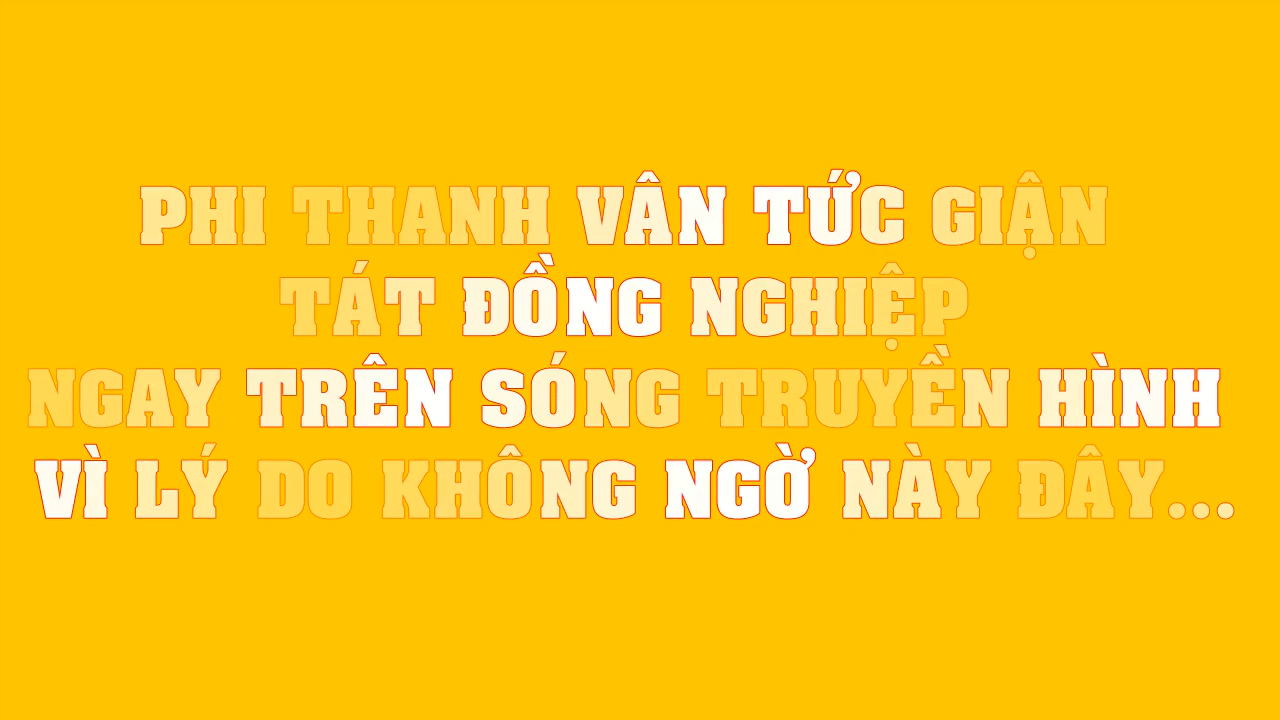 PHI THANH VÂN TỨC GIẬN
TÁT ĐỒNG NGHIỆP
NGAY TRÊN SÓNG TRUYỀN HÌNH
VÌ LÝ DO KHÔNG NGỜ NÀY ĐÂY...